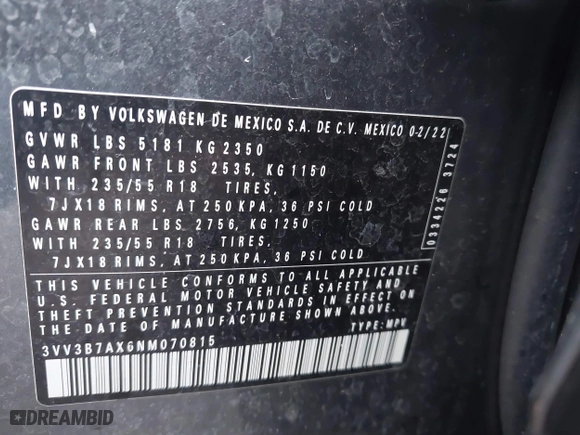 MFD BY VOLKSWAGEN DE MEXICO S.A. DE C.V. MEXICO 02/22
GVWR LBS 5181 KG 2350
GAWR FRONT LBS 2535, KG 1150
WITH 235/55 R18 TIRES,
7JX18 RIMS, AT 250 KPA, 36 PSI COLD
GAWR REAR LBS 2756, KG 1250
WITH 235/55 R18 TIRES,
7JX18 RIMS, AT 250 KPA, 36 PSI COLD
THIS VEHICLE CONFORMS TO ALL APPLICABLE
U.S. FEDERAL MOTOR VEHICLE SAFETY AND
THEFT PREVENTION STANDARDS IN EFFECT ON
THE DATE OF MANUFACTURE SHOWN ABOVE.
3VV3B7AX6NM070815 TYPE: MPV
0334226 3724
DREAMBID